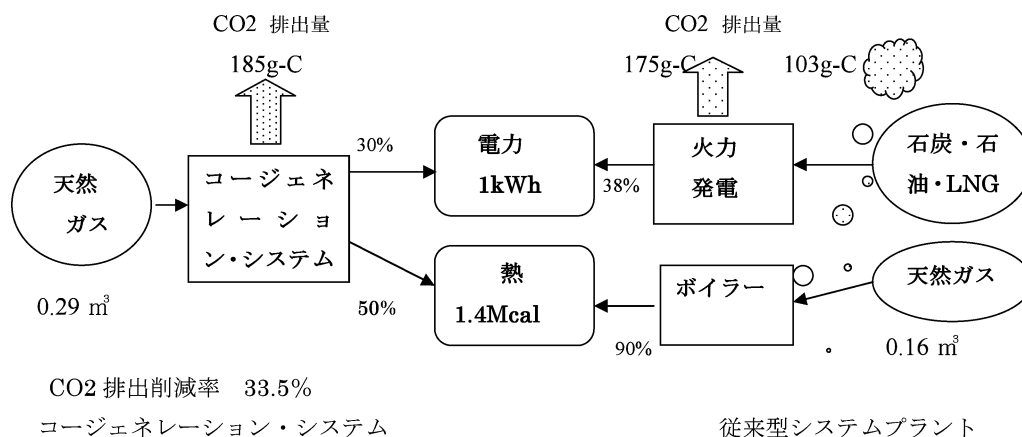 CO2 排出量
CO2 排出量
185g-C
175g-C
103g-C
天然
ガス
コージェネ
レーショ
ン・システム
30%
50%
電力
1kWh
熱
1.4Mcal
38%
90%
火力
発電
ボイラー
石炭・石
油・LNG
天然ガス
0.29 ㎥
0.16 ㎥
CO2 排出削減率 33.5%
コージェネレーション・システム
従来型システムプラント